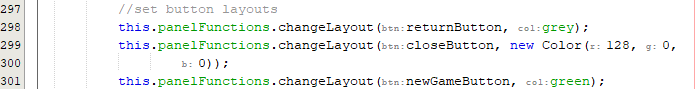 297 //set button layouts
298 this.panelFunctions.changeLayout(btn:returnButton, col:grey);
299 this.panelFunctions.changeLayout(btn:closeButton, new Color(r: 128, g: 0,
300 b: 0));
301 this.panelFunctions.changeLayout(btn:newGameButton, col:green);